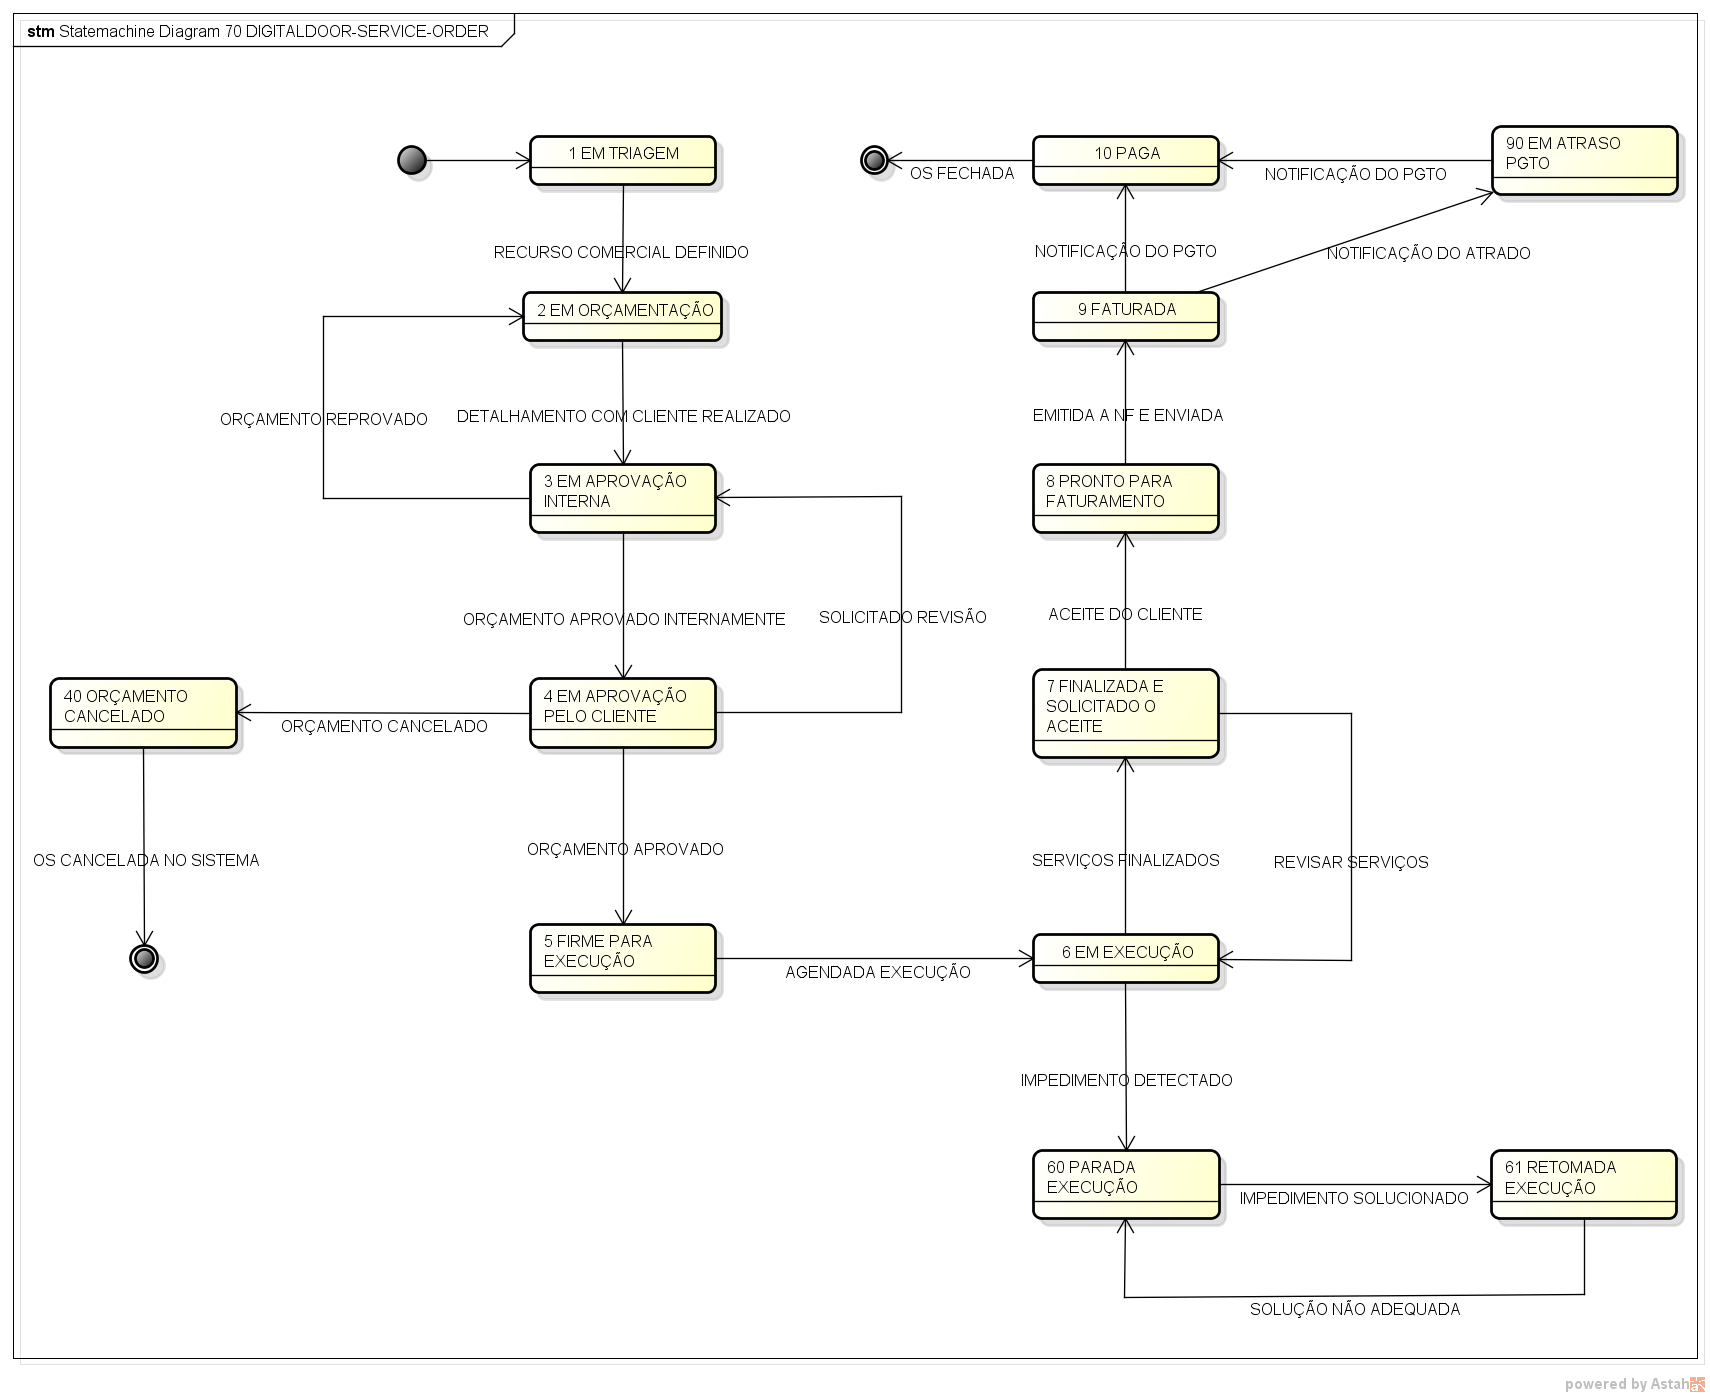 stm Statemachine Diagram 70 DIGITALDOOR-SERVICE-ORDER
1 EM TRIAGEM
RECURSO COMERCIAL DEFINIDO
2 EM ORÇAMENTAÇÃO
ORÇAMENTO REPROVADO
DETALHAMENTO COM CLIENTE REALIZADO
3 EM APROVAÇÃO
INTERNA
ORÇAMENTO APROVADO INTERNAMENTE
SOLICITADO REVISÃO
40 ORÇAMENTO
CANCELADO
ORÇAMENTO CANCELADO
4 EM APROVAÇÃO
PELO CLIENTE
OS CANCELADA NO SISTEMA
ORÇAMENTO APROVADO
5 FIRME PARA
EXECUÇÃO
AGENDADA EXECUÇÃO
OS FECHADA
10 PAGA
NOTIFICAÇÃO DO PGTO
90 EM ATRASO
PGTO
NOTIFICAÇÃO DO PGTO
NOTIFICAÇÃO DO ATRADO
9 FATURADA
EMITIDA A NF E ENVIADA
8 PRONTO PARA
FATURAMENTO
ACEITE DO CLIENTE
7 FINALIZADA E
SOLICITADO O
ACEITE
SERVIÇOS FINALIZADOS
REVISAR SERVIÇOS
6 EM EXECUÇÃO
IMPEDIMENTO DETECTADO
60 PARADA
EXECUÇÃO
IMPEDIMENTO SOLUCIONADO
61 RETOMADA
EXECUÇÃO
SOLUÇÃO NÃO ADEQUADA
powered by Astah